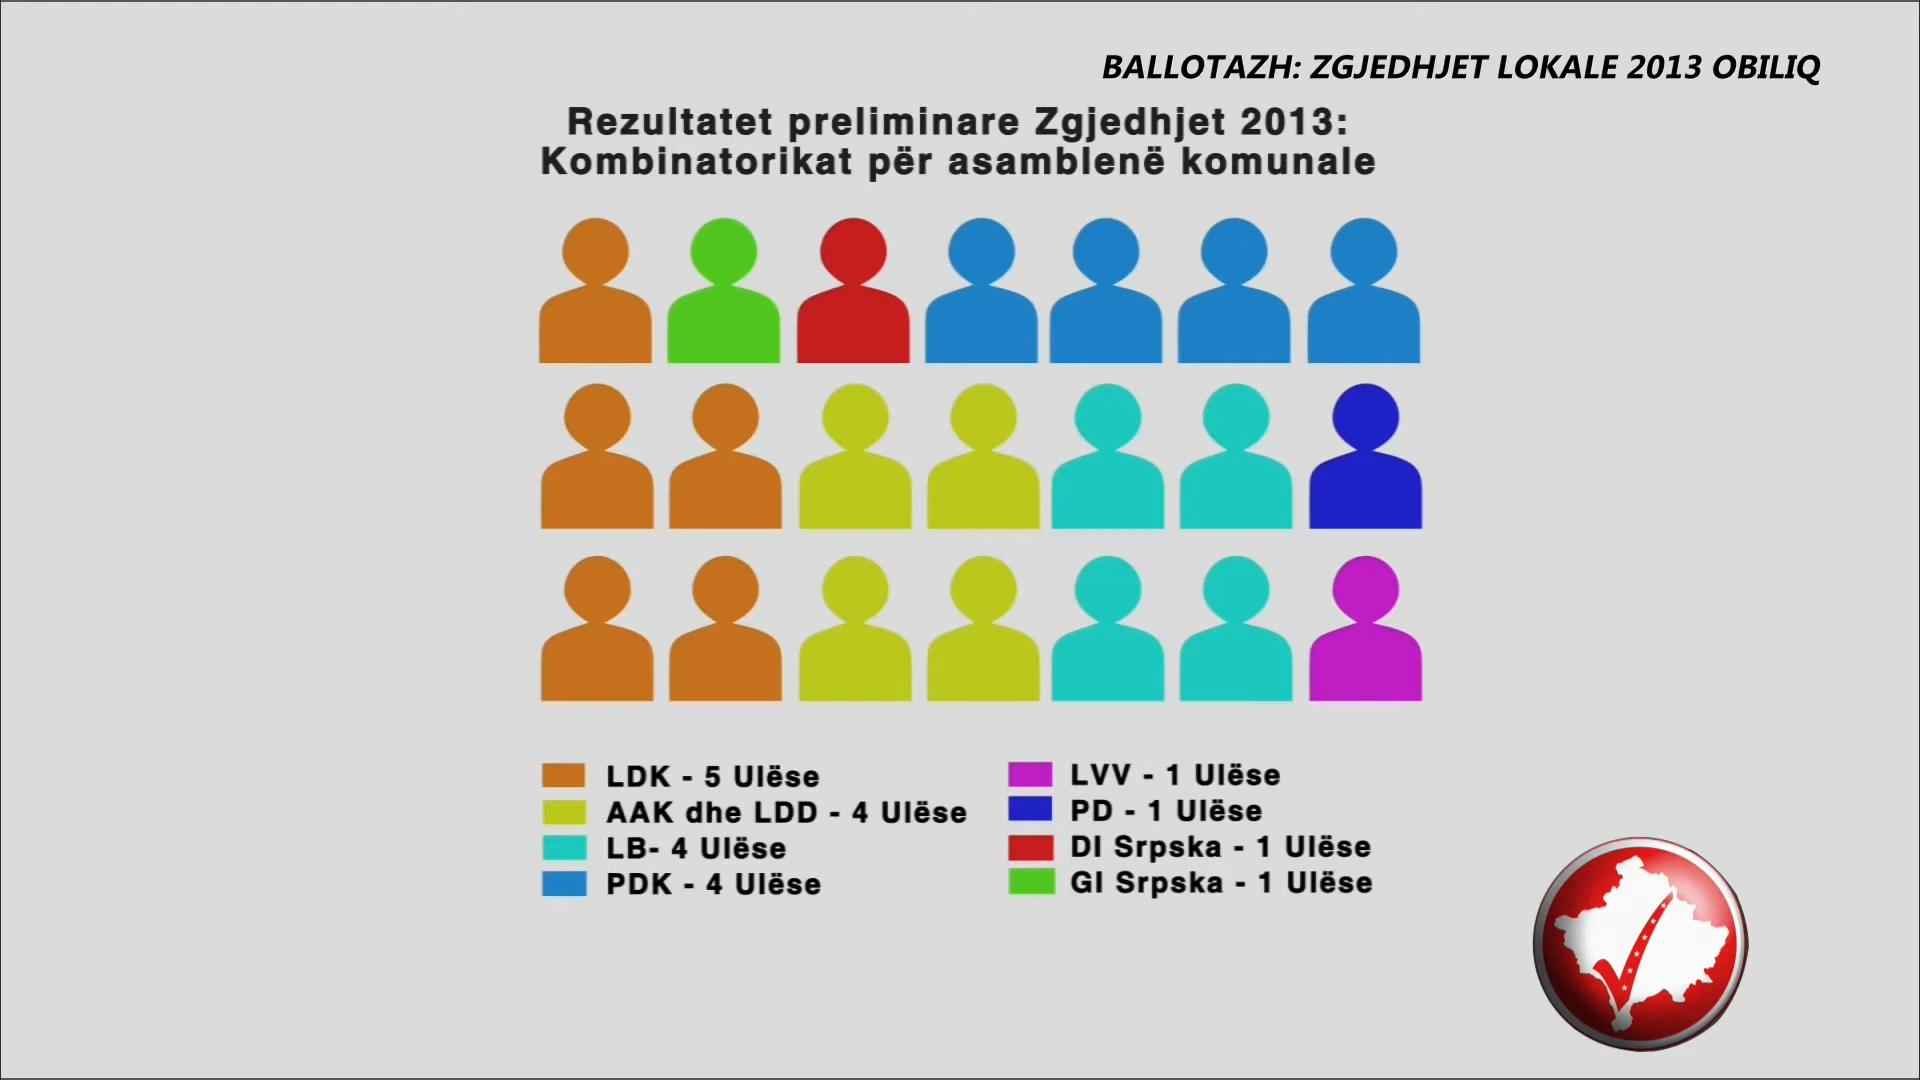 BALLOTAZH: ZGJEDHJET LOKALE 2013 OBILIQ
Rezultatet preliminare Zgjedhjet 2013:
Kombinatorikat për asamblenë komunale
LDK - 5 Ulëse
AAK dhe LDD - 4 Ulëse
LB- 4 Ulëse
PDK - 4 Ulëse
LVV - 1 Ulëse
PD - 1 Ulëse
DI Srpska - 1 Ulëse
GI Srpska - 1 Ulëse